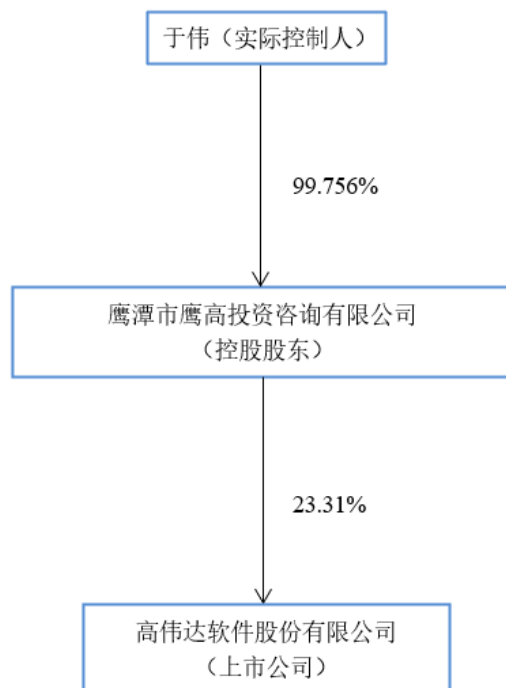 于伟（实际控制人）
99.756%
鹰潭市鹰高投资咨询有限公司
（控股股东）
23.31%
高伟达软件股份有限公司
（上市公司）